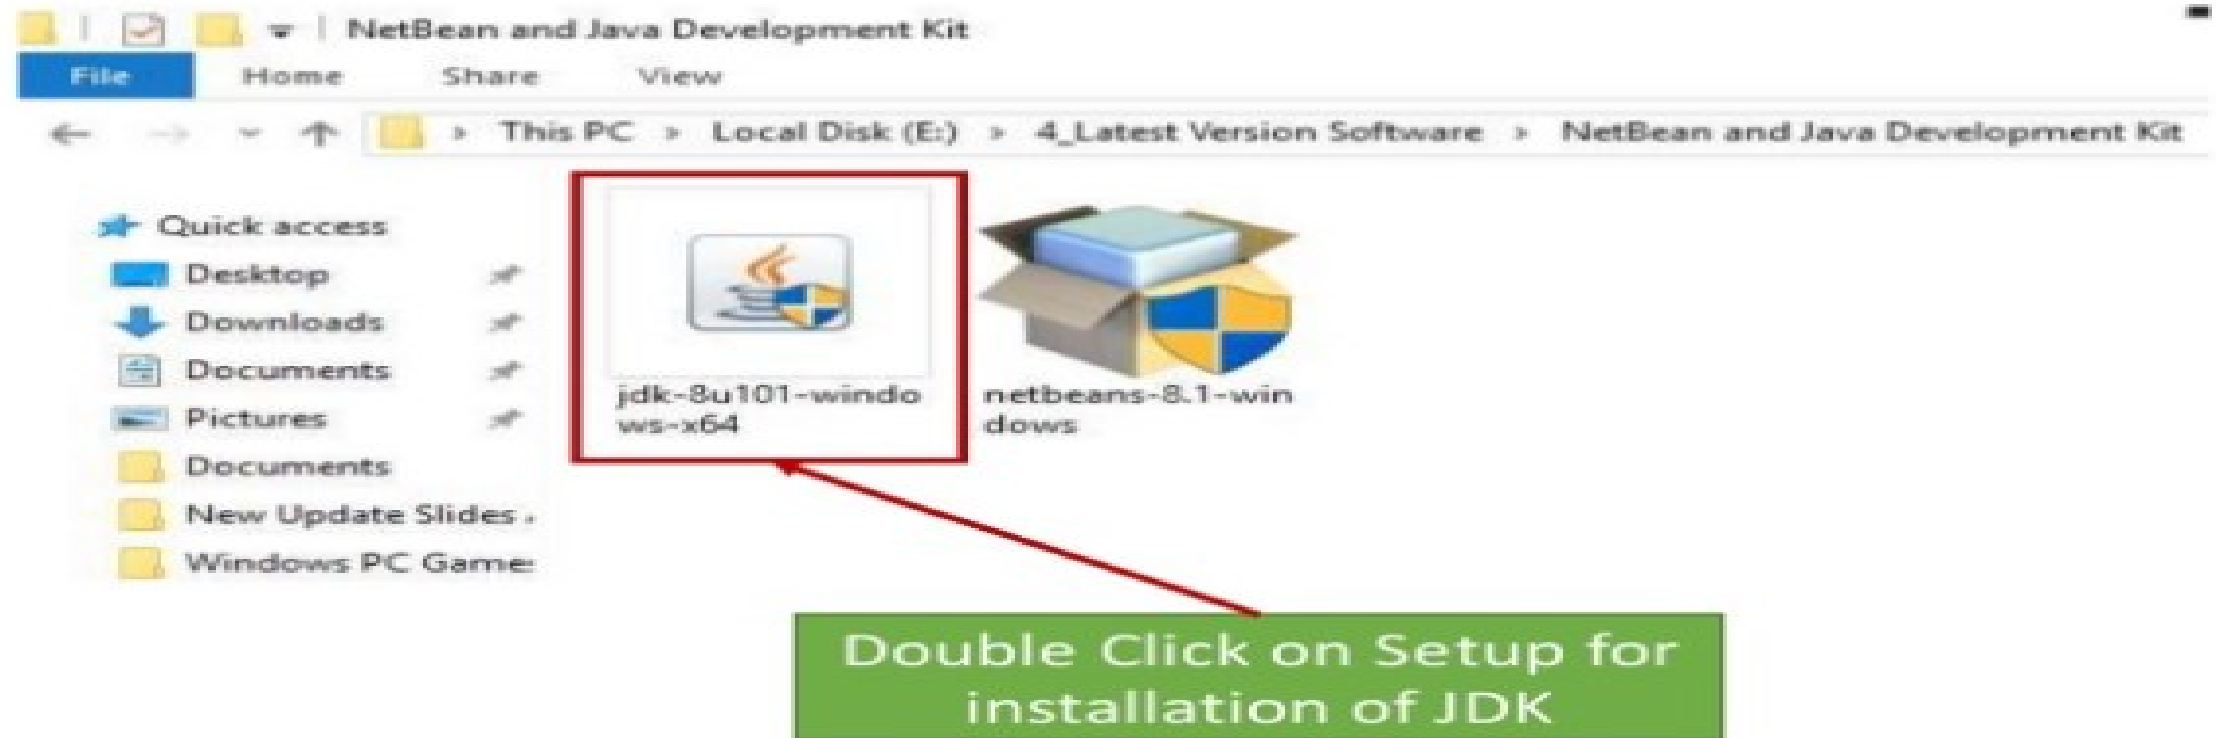 NetBean and Java Development Kit
File Home Share View
This PC > Local Disk (E:) > 4_Latest Version Software > NetBean and Java Development Kit
Quick access
Desktop
Downloads
Documents
Pictures
Documents
New Update Slides .
Windows PC Game
jdk-8u101-windo
ws-x64
netbeans-8.1-win
dows
Double Click on Setup for
installation of JDK